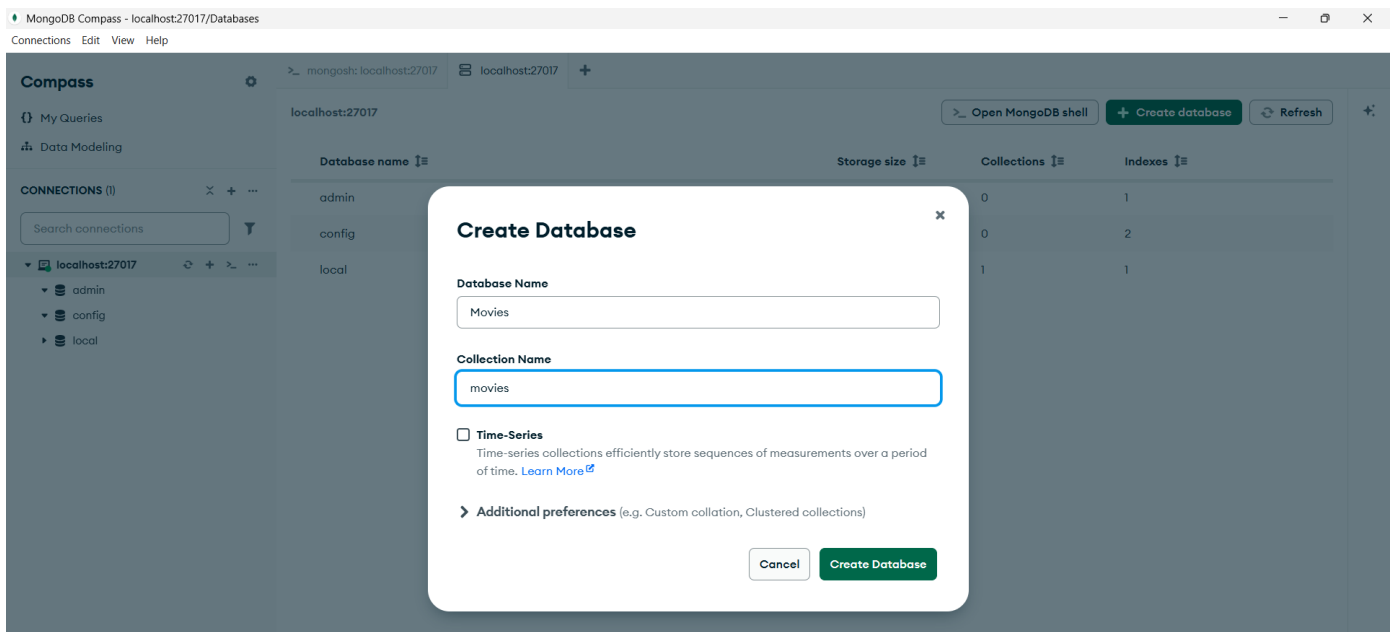 MongoDB Compass - localhost:27017/Databases
Connections Edit View Help
Compass
My Queries
Data Modeling
CONNECTIONS (1)
Search connections
localhost:27017
admin
config
local
>_ mongosh: localhost:27017 localhost:27017
localhost:27017 >_ Open MongoDB shell + Create database Refresh
Database name Storage size Collections Indexes
admin 0 1
config 0 2
local 1 1
Create Database
Database Name
Movies
Collection Name
movies
Time-Series
Time-series collections efficiently store sequences of measurements over a period
of time. Learn More
Additional preferences (e.g. Custom collation, Clustered collections)
Cancel Create Database